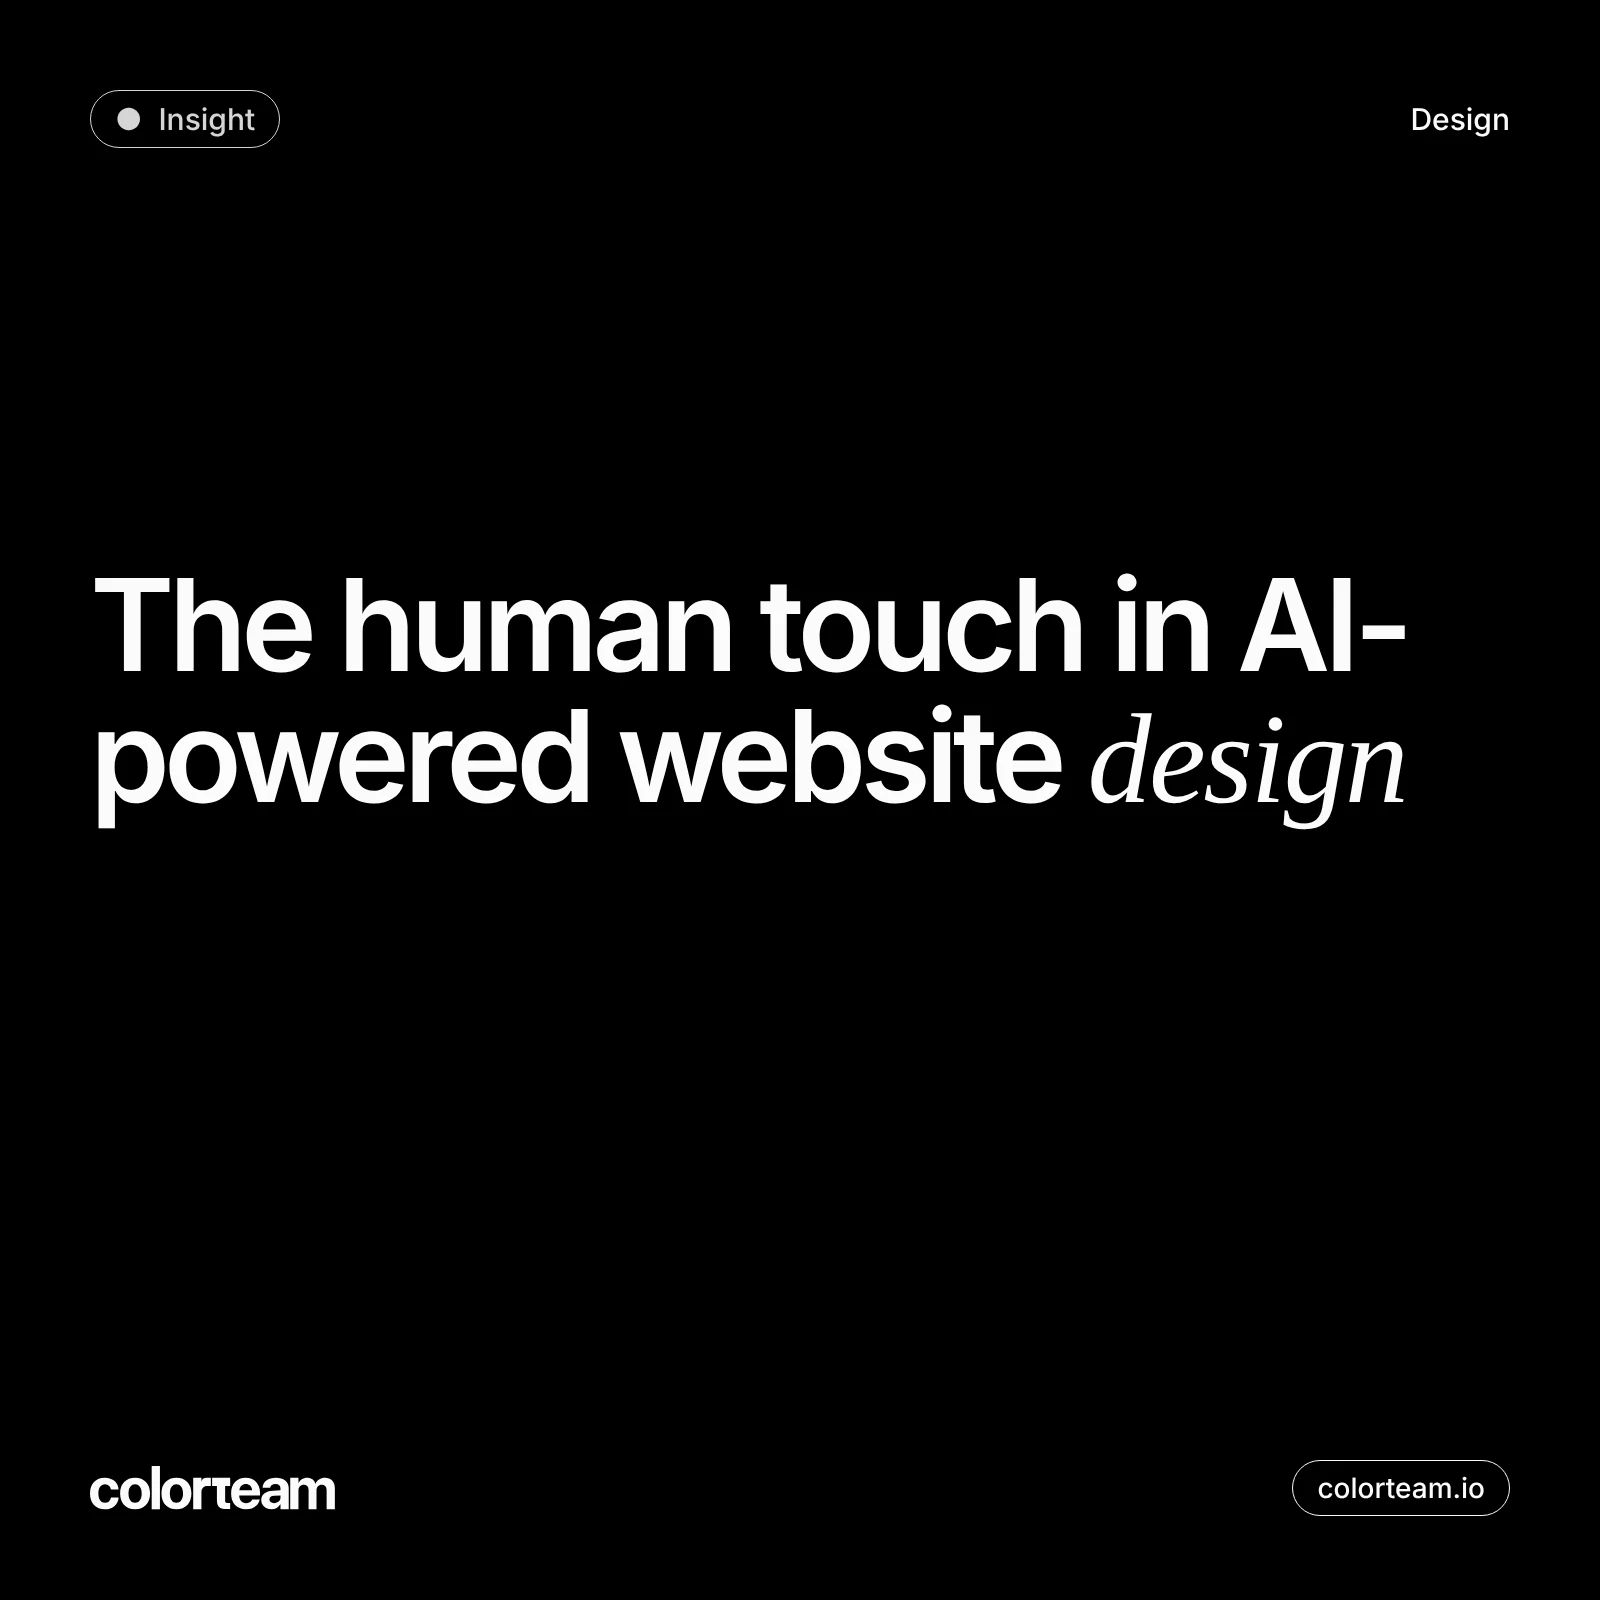 Insight
Design
The human touch in AI-
powered website design
colorteam
colorteam.io